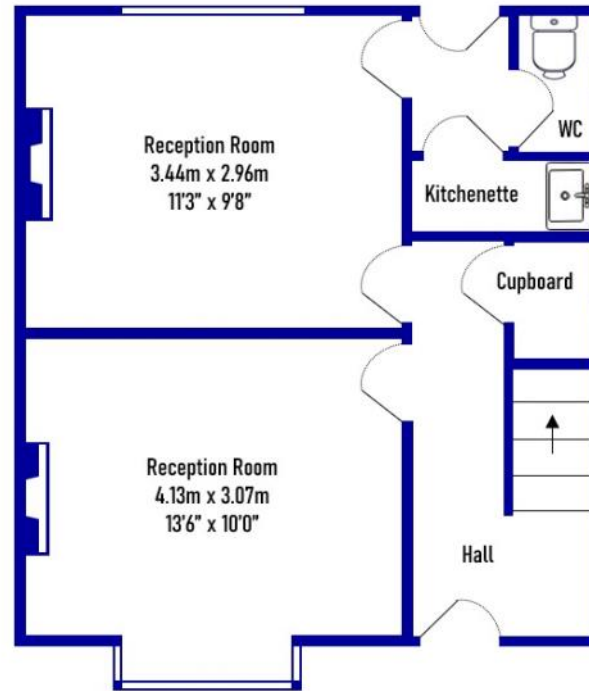 Reception Room
3.44m x 2.96m
11'3" x 9'8"
WC
Kitchenette
Cupboard
Reception Room
4.13m x 3.07m
13'6" x 10'0"
Hall